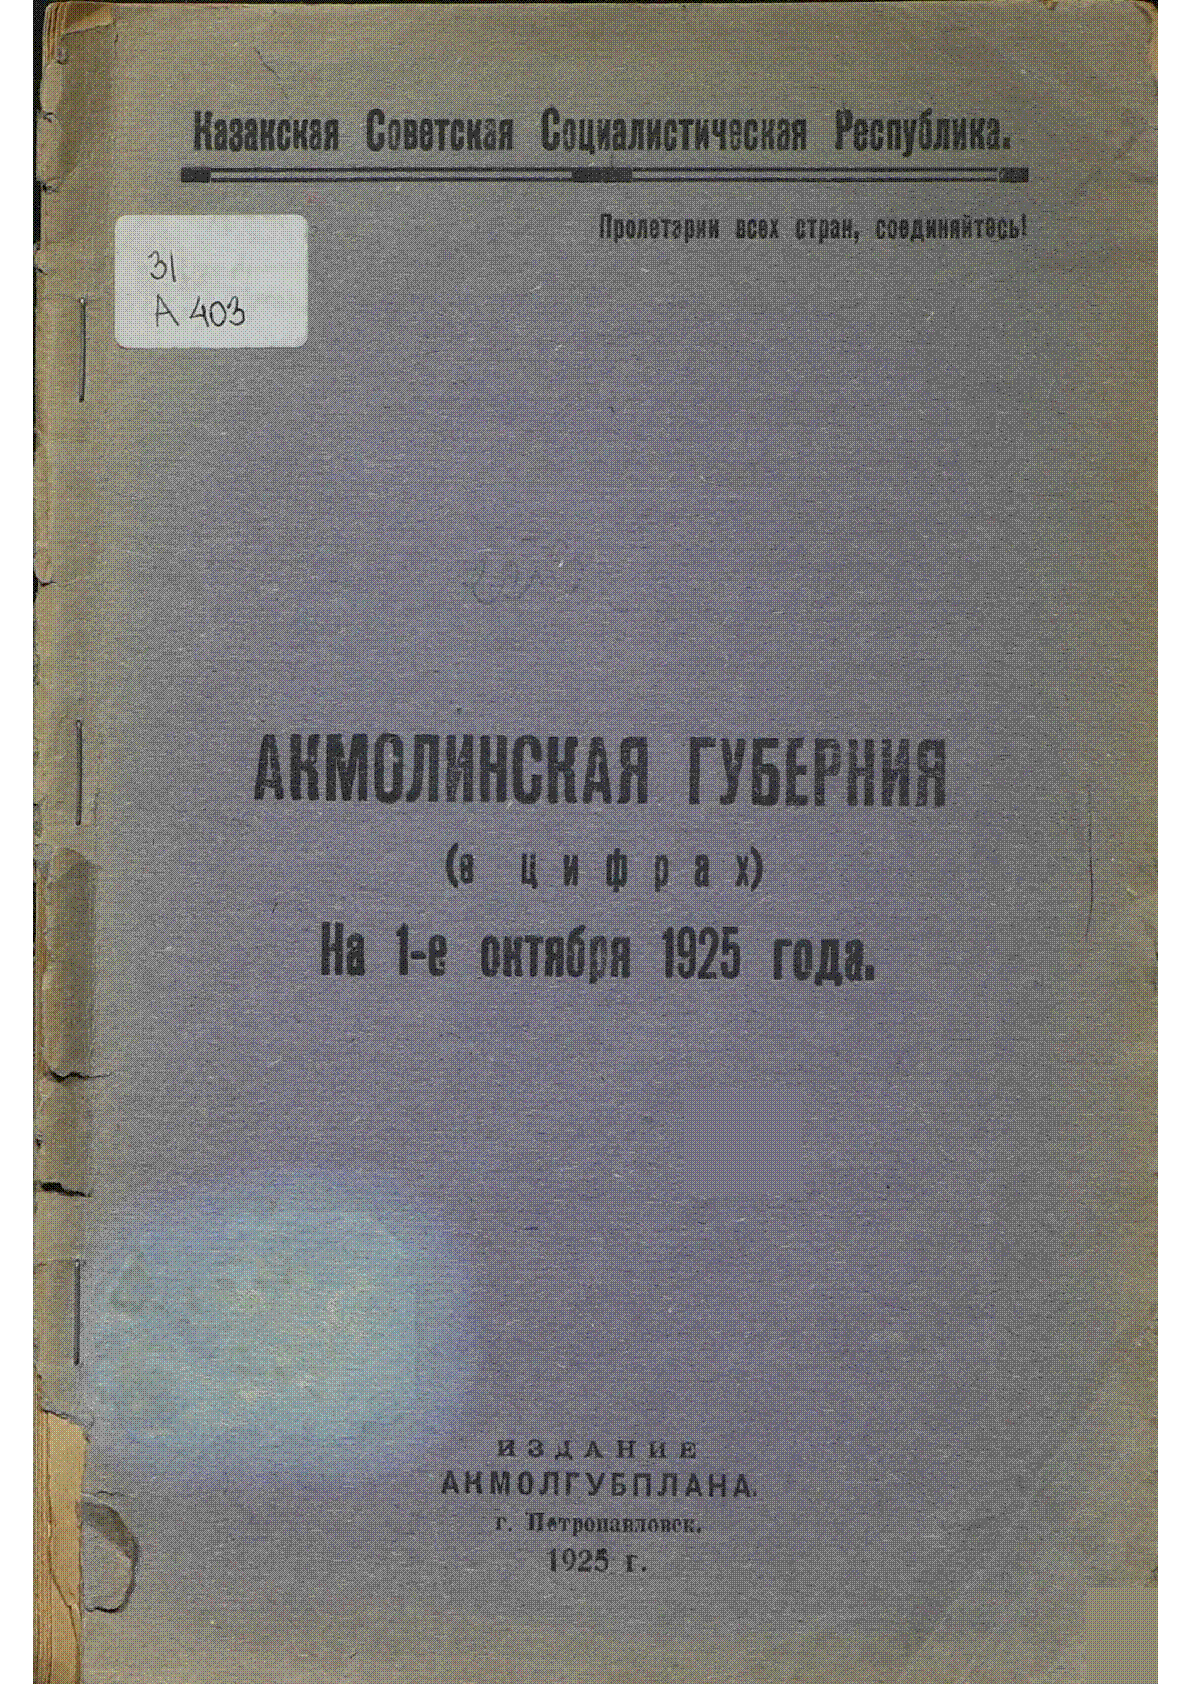 Казакская Советская Социалистическая Республика.
Пролетарии всех стран, соединяйтесь!
31
А 403
АКМОЛИНСКАЯ ГУБЕРНИЯ
(в цифрах)
На 1-е октября 1925 года.
ИЗДАНИЕ
АКМОЛГУБПЛАНА.
г. Петропавловск.
1925 г.